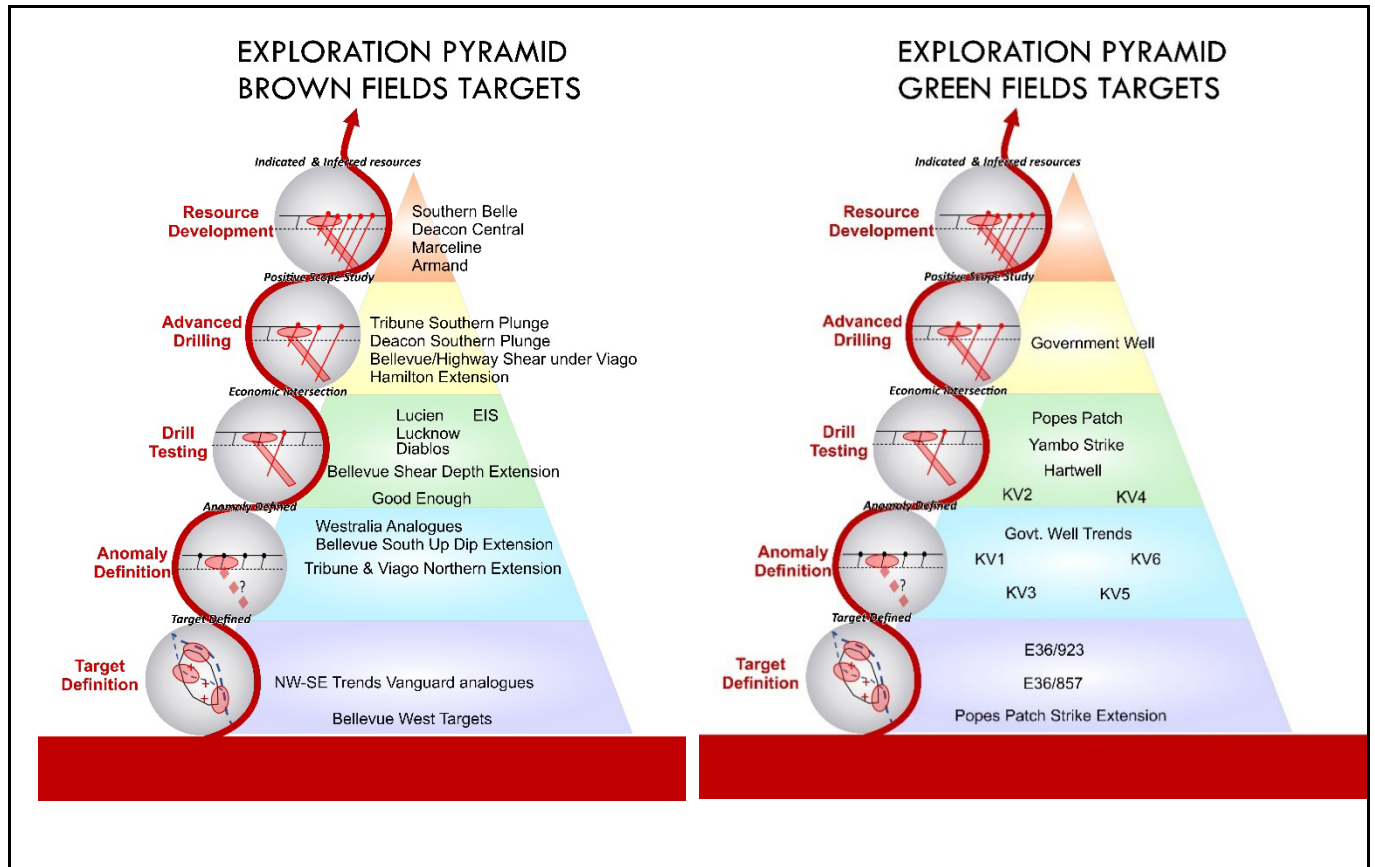 EXPLORATION PYRAMID
BROWN FIELDS TARGETS
Indicated & Inferred resources
Resource
Development
Southern Belle
Deacon Central
Marceline
Armand
Positive Scope Study
Advanced
Drilling
Tribune Southern Plunge
Deacon Southern Plunge
Bellevue/Highway Shear under Viago
Hamilton Extension
Economic Intersection
Drill
Testing
Lucien EIS
Lucknow
Diablos
Bellevue Shear Depth Extension
Good Enough
Anomaly Defined
Anomaly
Definition
Westralia Analogues
Bellevue South Up Dip Extension
Tribune & Viago Northern Extension
?
Target Defined
Target
Definition
NW-SE Trends Vanguard analogues
Bellevue West Targets
EXPLORATION PYRAMID
GREEN FIELDS TARGETS
Indicated & Inferred resources
Resource
Development
Positive Scope Study
Advanced
Drilling
Government Well
Economic Intersection
Drill
Testing
Popes Patch
Yambo Strike
Hartwell
KV2 KV4
Anomaly Defined
Anomaly
Definition
Govt. Well Trends
KV1 KV6
KV3 KV5
?
Target Defined
Target
Definition
E36/923
E36/857
Popes Patch Strike Extension